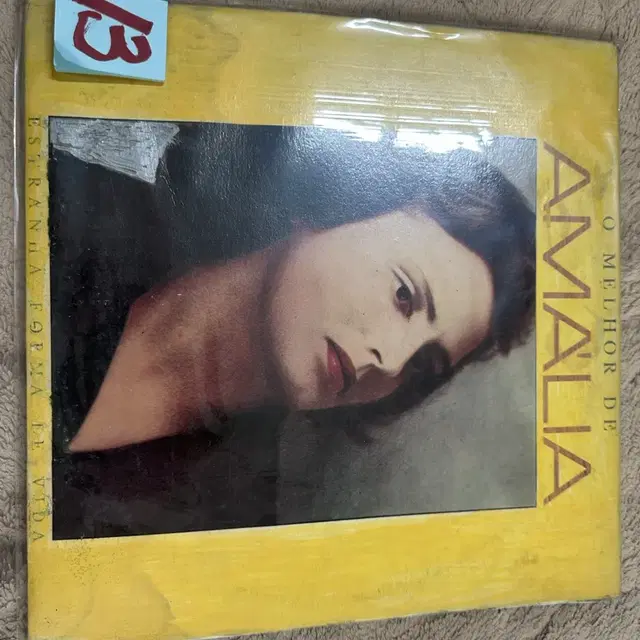 13
O MELHOR DE
AMÁLIA
ESTRANHA FORMA DE VIDA